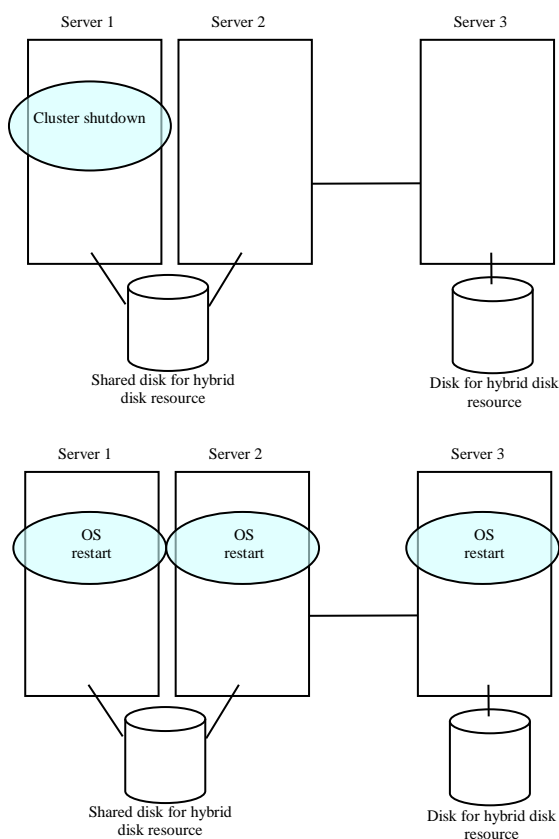 Server 1
Server 2
Server 3
Cluster shutdown
Shared disk for hybrid
disk resource
Disk for hybrid disk
resource
Server 1
Server 2
Server 3
OS
restart
OS
restart
OS
restart
Shared disk for hybrid
disk resource
Disk for hybrid disk
resource